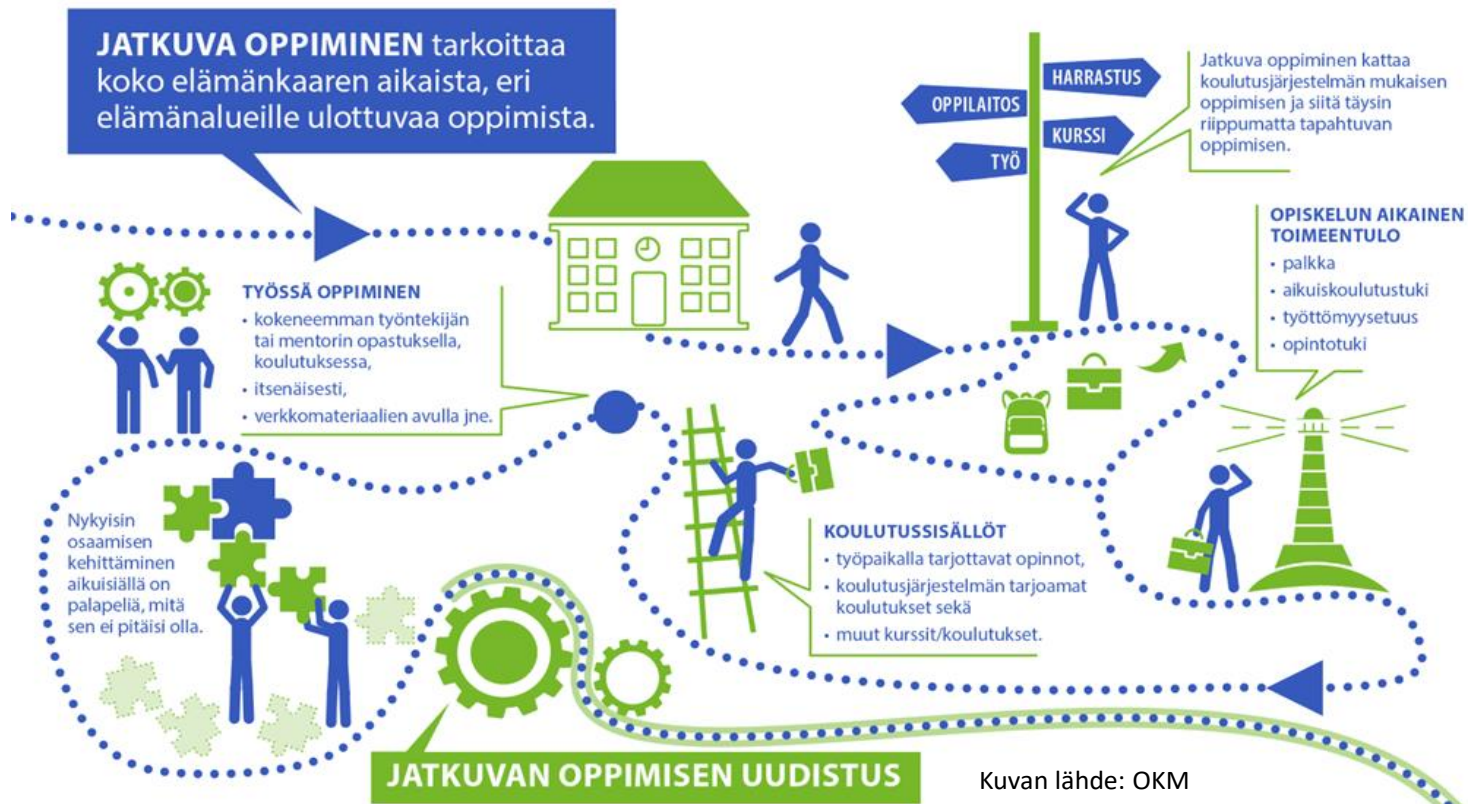 JATKUVA OPPIMINEN tarkoittaa
koko elämänkaaren aikaista, eri
elämänalueille ulottuvaa oppimista.
HARRASTUS
OPPILAITOS
KURSSI
TYÖ
Jatkuva oppiminen kattaa
koulutusjärjestelmän mukaisen
oppimisen ja siitä täysin
riippumatta tapahtuvan
oppimisen.
OPISKELUN AIKAINEN
TOIMEENTULO
• palkka
• aikuiskoulutustuki
• työttömyysetuus
• opintotuki
TYÖSSÄ OPPIMINEN
• kokeneemman työntekijän
tai mentorin opastuksella,
koulutuksessa,
• itsenäisesti,
• verkkomateriaalien avulla jne.
KOULUTUSSISÄLLÖT
• työpaikalla tarjottavat opinnot,
• koulutusjärjestelmän tarjoamat
koulutukset sekä
• muut kurssit/koulutukset.
Nykyisin
osaamisen
kehittäminen
aikuisiällä on
palapeliä, mitä
sen ei pitäisi olla.
JATKUVAN OPPIMISEN UUDISTUS
Kuvan lähde: OKM